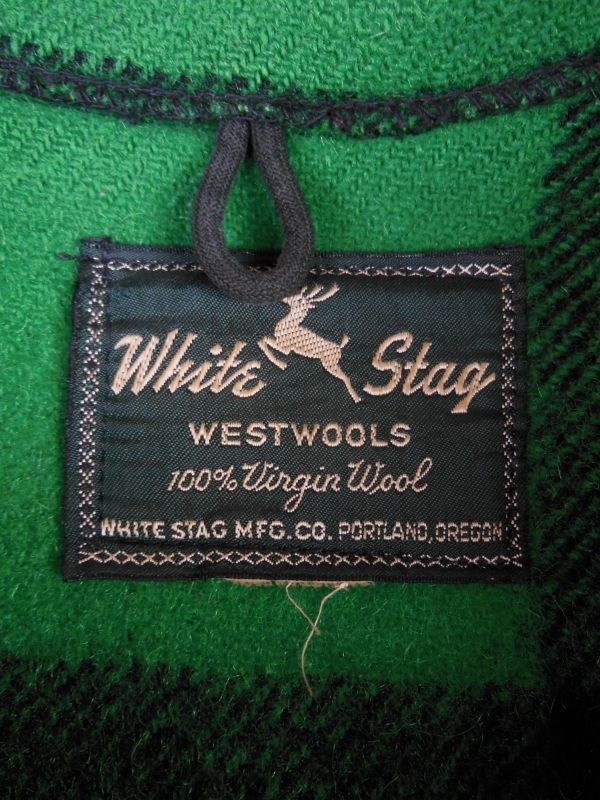 White Stag
WESTWOOLS
100% Virgin Wool
WHITE STAG MFG.CO. PORTLAND, OREGON